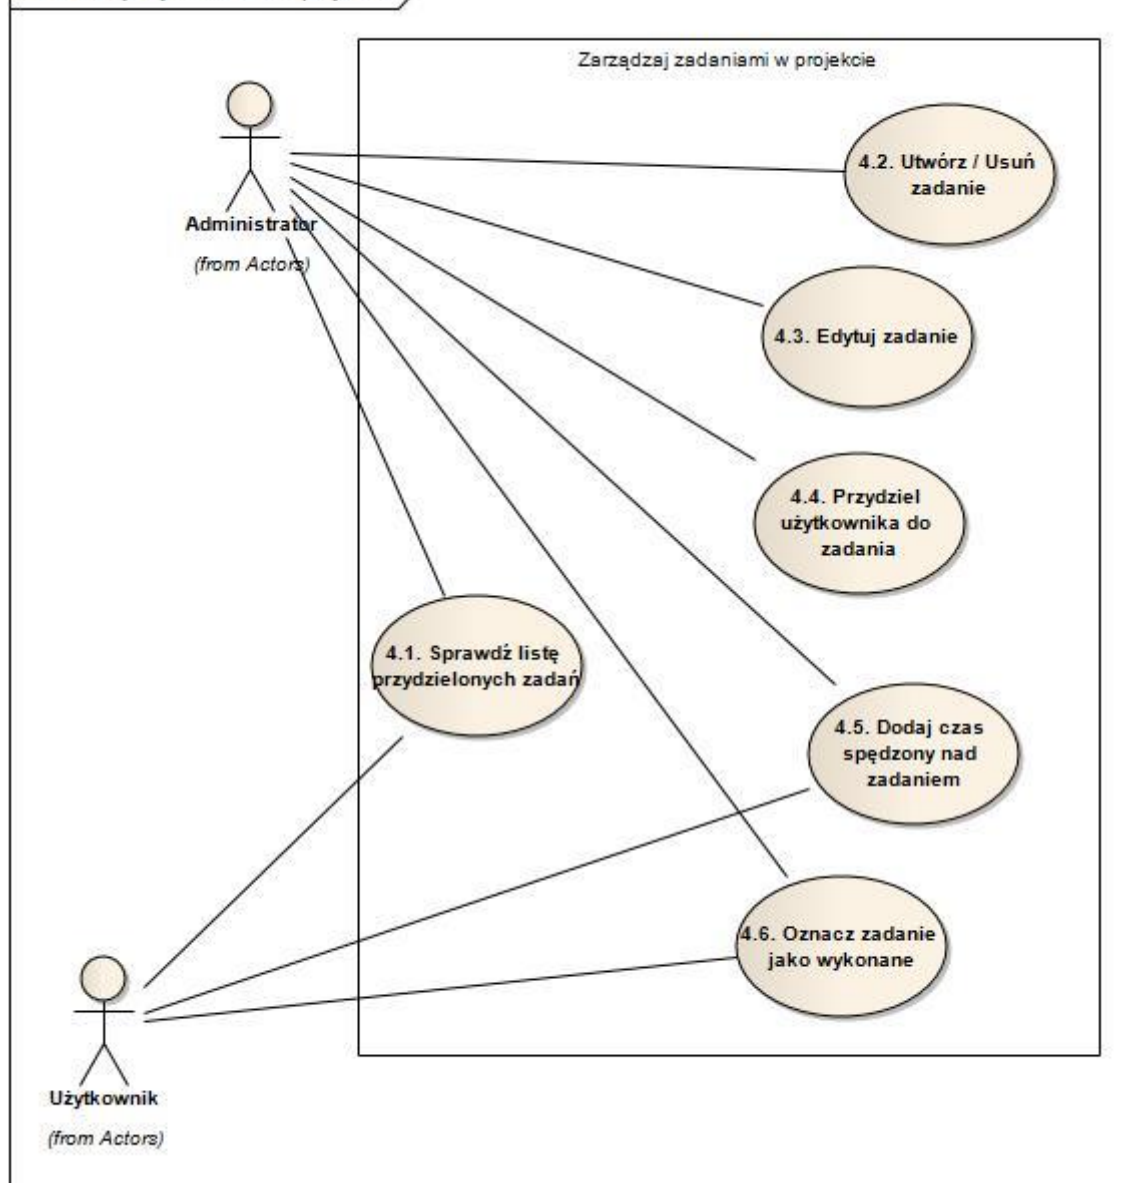 Zarządzaj zadaniami w projekcie
4.2. Utwórz / Usuń
zadanie
Administrator
(from Actors)
4.3. Edytuj zadanie
4.4. Przydziel
użytkownika do
zadania
4.1. Sprawdź listę
przydzielonych zadań
4.5. Dodaj czas
spędzony nad
zadaniem
4.6. Oznacz zadanie
jako wykonane
Użytkownik
(from Actors)